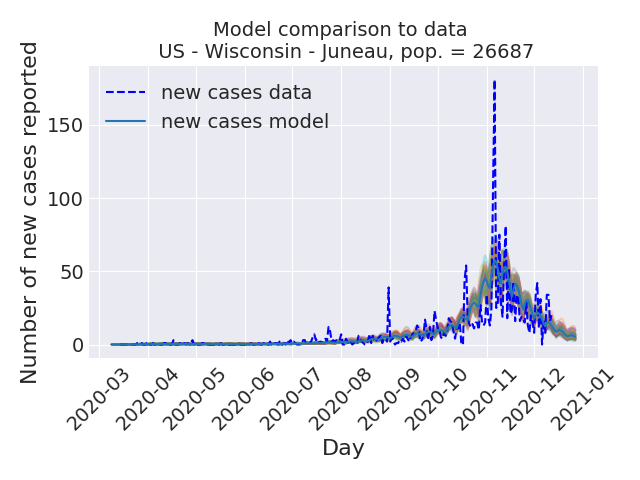 Model comparison to data
US - Wisconsin - Juneau, pop. = 26687
new cases data
new cases model
Number of new cases reported
150
100
50
0
2020-03
2020-04
2020-05
2020-06
2020-07
2020-08
2020-09
2020-10
2020-11
2020-12
2021-01
Day